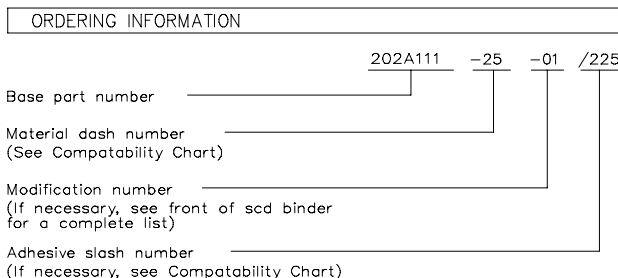 ORDERING INFORMATION
202A111 -25 -01 /225
Base part number
Material dash number
(See Compatability Chart)
Modification number
(If necessary, see front of scd binder
for a complete list)
Adhesive slash number
(If necessary, see Compatability Chart)